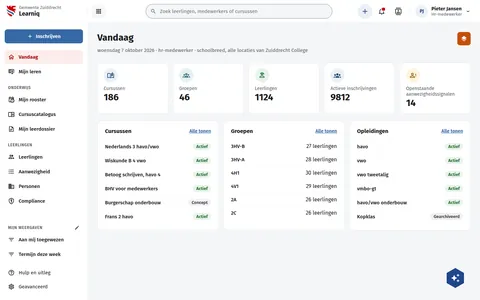 Gemeente Zuiddrecht
Learniq
Zoek leerlingen, medewerkers of Cursussen
PJ
Pieter Jansen
Hr-medewerker
+ Inschrijven
Vandaag
Mijn leren
ONDERWIJS
Mijn rooster
Cursuscatalogus
Mijn leerdossier
LEERLINGEN
Leerlingen
Aanwezigheid
Personen
Compliance
MIJN WEERGAVEN
Aan mij toegewezen
Termijn deze week
Hulp en uitleg
Geavanceerd
Vandaag
woensdag 7 oktober 2026 · hr-medewerker · schoolbreed, alle locaties van Zuiddrecht College
Cursussen
186
Groepen
46
Leerlingen
1124
Actieve inschrijvingen
9812
Openstaande aanwezigheidssignalen
14
Cursussen Alle tonen
Nederlands 3 havo/vwo Actief
Wiskunde B 4 vwo Actief
Betoog schrijven, havo 4 Actief
BHV voor medewerkers Actief
Burgerschap onderbouw Concept
Frans 2 havo Actief
Groepen Alle tonen
3HV-B 27 leerlingen
3HV-A 28 leerlingen
4H1 30 leerlingen
4V1 29 leerlingen
2A 26 leerlingen
2C 26 leerlingen
Opleidingen Alle tonen
havo Actief
vwo Actief
vwo tweetalig Actief
vmbo-gt Actief
havo/vwo onderbouw Actief
Kopklas Gearchiveerd